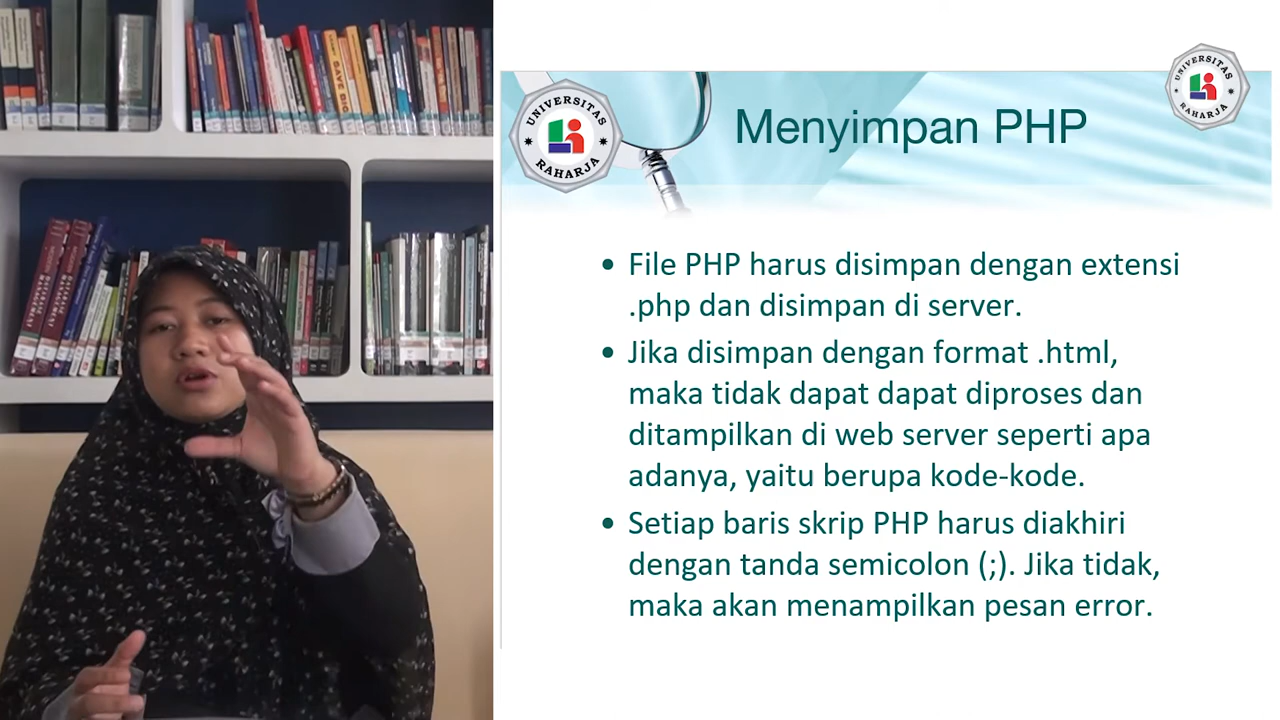 SAVE DIGI
UNIVERSITAS
RAHARJA
Menyimpan PHP
UNIVERSITAS
RAHARJA
• File PHP harus disimpan dengan extensi
.php dan disimpan di server.
• Jika disimpan dengan format .html,
maka tidak dapat dapat diproses dan
ditampilkan di web server seperti apa
adanya, yaitu berupa kode-kode.
• Setiap baris skrip PHP harus diakhiri
dengan tanda semicolon (;). Jika tidak,
maka akan menampilkan pesan error.